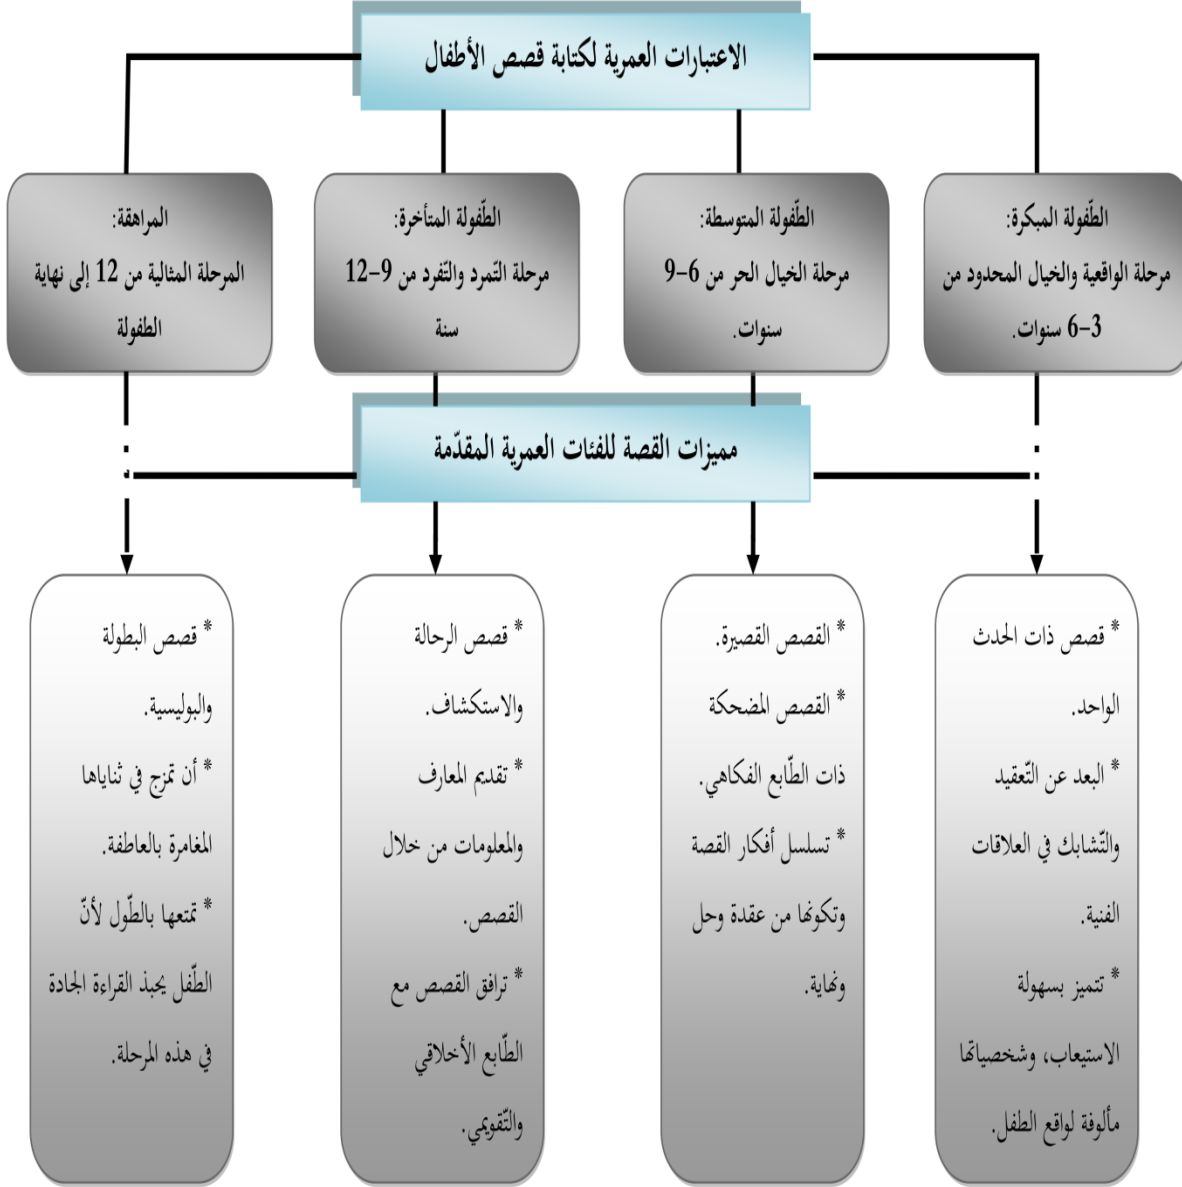 الاعتبارات العمرية لكتابة قصص الأطفال
الطّفولة المبكرة:
مرحلة الواقعية والخيال المحدود من
3–6 سنوات.
الطّفولة المتوسطة:
مرحلة الخيال الحر من 6–9
سنوات.
الطّفولة المتأخرة:
مرحلة التّمرد والتّفرد من 9–12
سنة
المراهقة:
المرحلة المثالية من 12 إلى نهاية
الطفولة
مميزات القصة للفئات العمرية المقدّمة
* قصص ذات الحدث
الواحد.
* البعد عن التّعقيد
والتّشابك في العلاقات
الفنية.
* تتميز بسهولة
الاستيعاب، وشخصياتها
مألوفة لواقع الطفل.
* القصص القصيرة.
* القصص المضحكة
ذات الطّابع الفكاهي.
* تسلسل أفكار القصة
وتكونها من عقدة وحل
ونهاية.
* قصص الرحالة
والاستكشاف.
* تقديم المعارف
والمعلومات من خلال
القصص.
* ترافق القصص مع
الطّابع الأخلاقي
والتّقويمي.
* قصص البطولة
والبوليسية.
* أن تمزج في ثناياها
المغامرة بالعاطفة.
* تمتعها بالطّول لأنّ
الطّفل يحبذ القراءة الجادة
في هذه المرحلة.